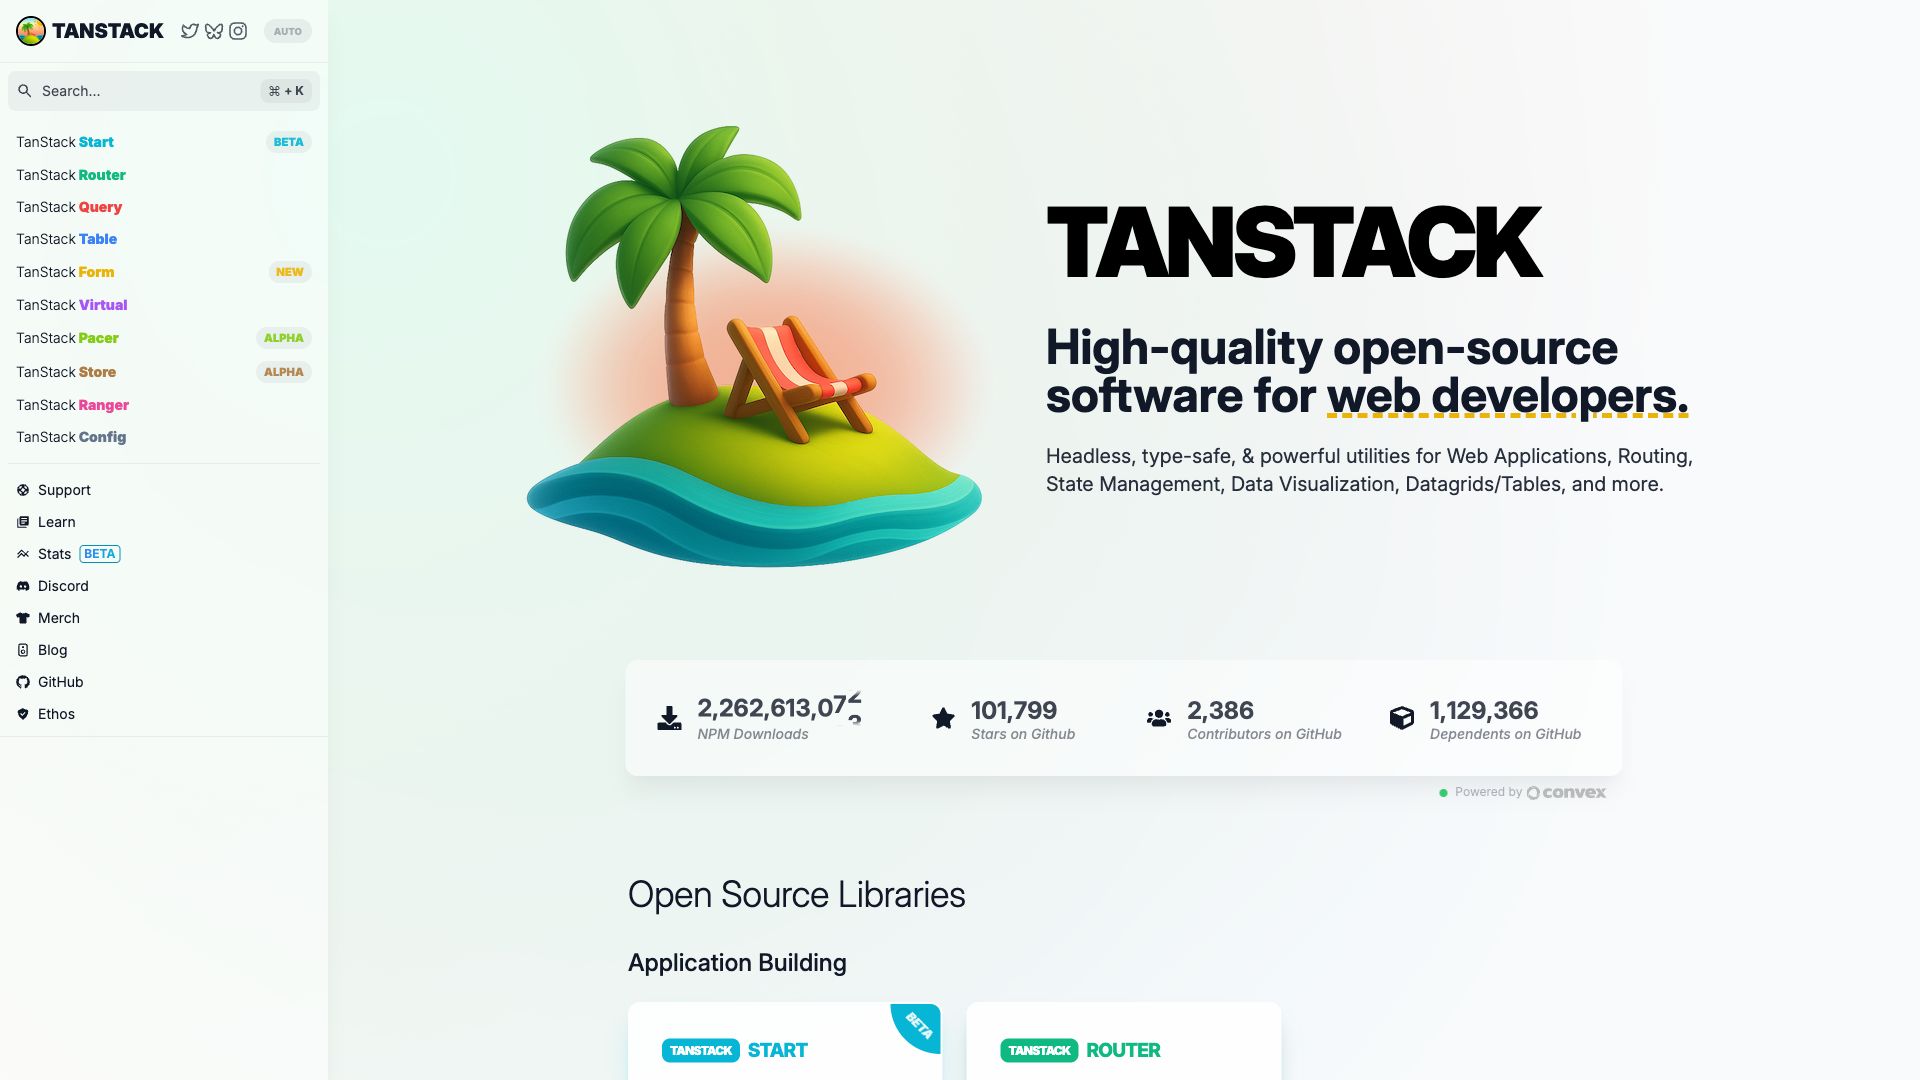 TANSTACK
AUTO
Search...
⌘ + K
TanStack Start BETA
TanStack Router
TanStack Query
TanStack Table
TanStack Form NEW
TanStack Virtual
TanStack Pacer ALPHA
TanStack Store ALPHA
TanStack Ranger
TanStack Config
Support
Learn
Stats BETA
Discord
Merch
Blog
GitHub
Ethos
TANSTACK
High-quality open-source
software for web developers.
Headless, type-safe, & powerful utilities for Web Applications, Routing,
State Management, Data Visualization, Datagrids/Tables, and more.
2,262,613,07
NPM Downloads
101,799
Stars on Github
2,386
Contributors on GitHub
1,129,366
Dependents on GitHub
Powered by convex
Open Source Libraries
Application Building
BETA
TANSTACK START
TANSTACK ROUTER